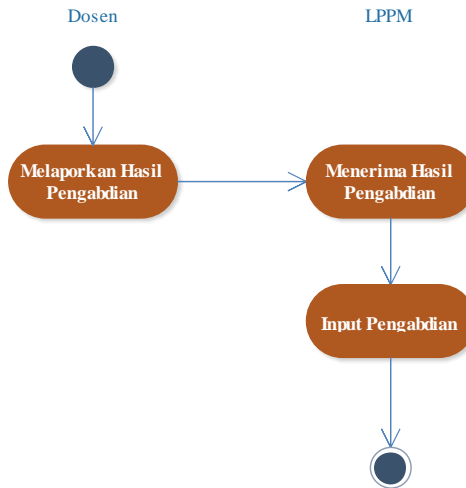 Dosen
LPPM
Melaporkan Hasil
Pengabdian
Menerima Hasil
Pengabdian
Input Pengabdian